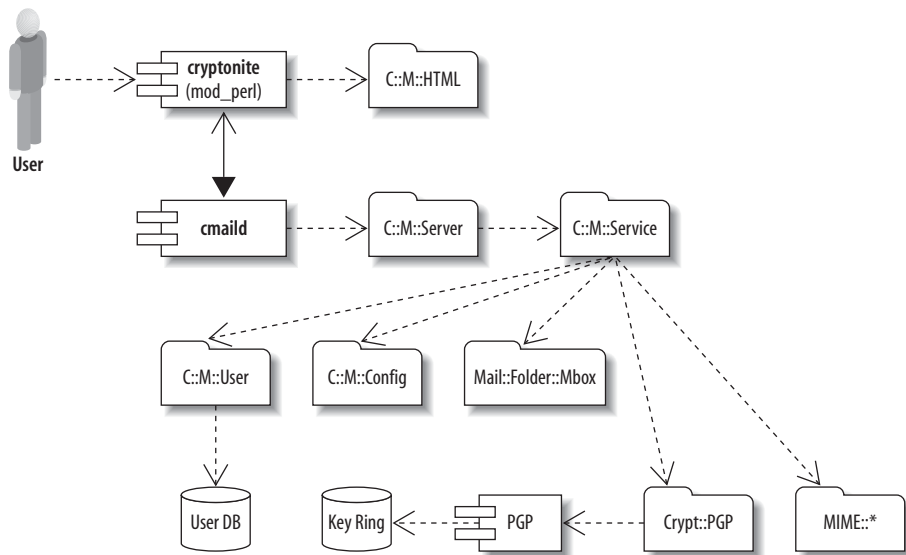 cryptonite
(mod_perl)
C::M::HTML
User
cmaild
C::M::Server
C::M::Service
C::M::User
C::M::Config
Mail::Folder::Mbox
User DB
Key Ring
PGP
Crypt::PGP
MIME::*